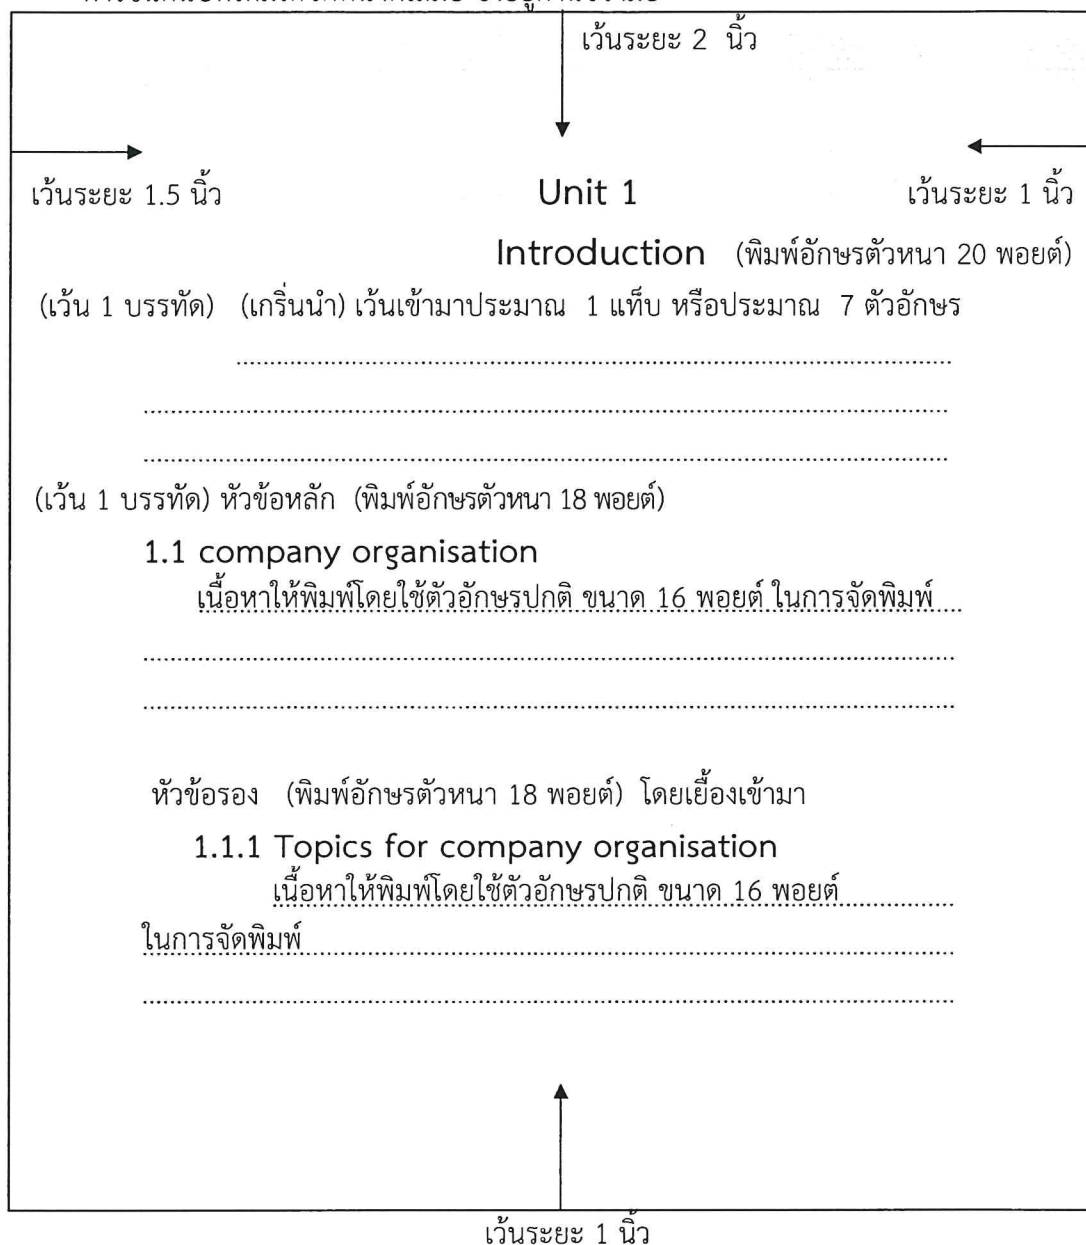 เว้นระยะ 2 นิ้ว
เว้นระยะ 1.5 นิ้ว Unit 1 เว้นระยะ 1 นิ้ว
Introduction (พิมพ์อักษรตัวหนา 20 พอยต์)
(เว้น 1 บรรทัด) (เกริ่นนำ) เว้นเข้ามาประมาณ 1 แท็บ หรือประมาณ 7 ตัวอักษร
(เว้น 1 บรรทัด) หัวข้อหลัก (พิมพ์อักษรตัวหนา 18 พอยต์)
1.1 company organisation
เนื้อหาให้พิมพ์โดยใช้ตัวอักษรปกติ ขนาด 16 พอยต์ ในการจัดพิมพ์
หัวข้อรอง (พิมพ์อักษรตัวหนา 18 พอยต์) โดยเยื้องเข้ามา
1.1.1 Topics for company organisation
เนื้อหาให้พิมพ์โดยใช้ตัวอักษรปกติ ขนาด 16 พอยต์
ในการจัดพิมพ์
เว้นระยะ 1 นิ้ว